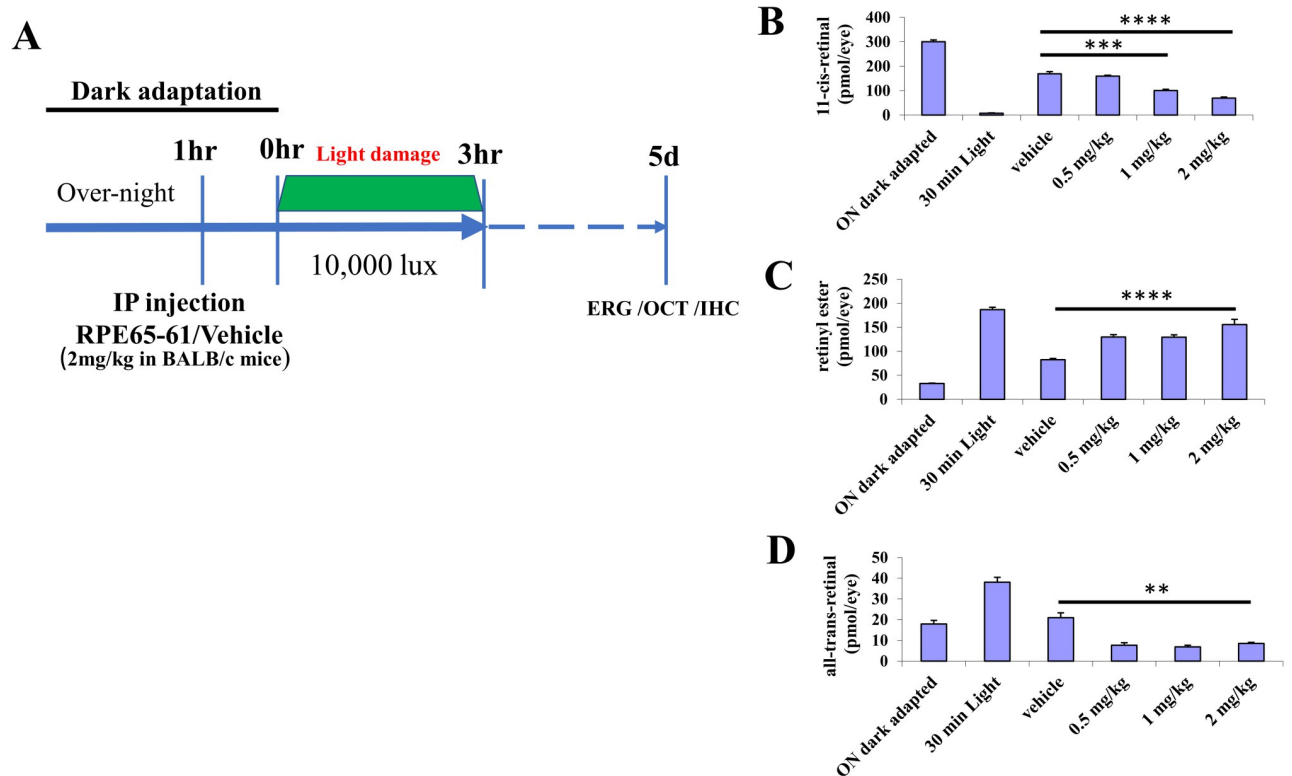 A
Dark adaptation
1hr
0hr
Light damage
3hr
5d
Over-night
10,000 lux
IP injection
RPE65-61/Vehicle
(2mg/kg in BALB/c mice)
ERG /OCT /IHC
B
11-cis-retinal
(pmol/eye)
400
300
200
100
0
****
***
ON dark adapted
30 min Light
vehicle
0.5 mg/kg
1 mg/kg
2 mg/kg
C
retinyl ester
(pmol/eye)
250
200
150
100
50
0
****
ON dark adapted
30 min Light
vehicle
0.5 mg/kg
1 mg/kg
2 mg/kg
D
all-trans-retinal
(pmol/eye)
50
40
30
20
10
0
**
ON dark adapted
30 min Light
vehicle
0.5 mg/kg
1 mg/kg
2 mg/kg